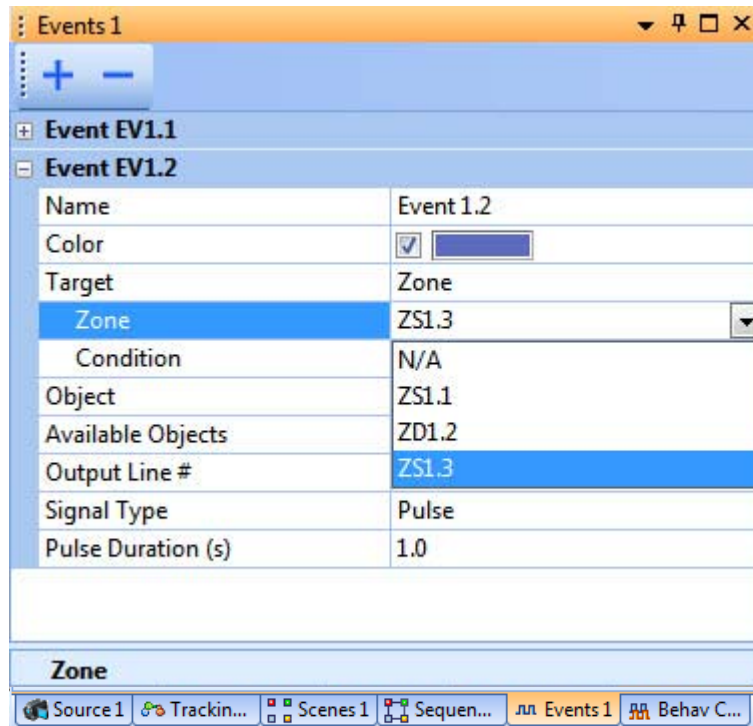 Events 1
Event EV1.1
Event EV1.2
Name Event 1.2
Color
Target Zone
Zone ZS1.3
Condition N/A
Object ZS1.1
Available Objects ZD1.2
Output Line # ZS1.3
Signal Type Pulse
Pulse Duration (s) 1.0
Zone
Source 1 Trackin... Scenes 1 Sequen... Events 1 Behav C...